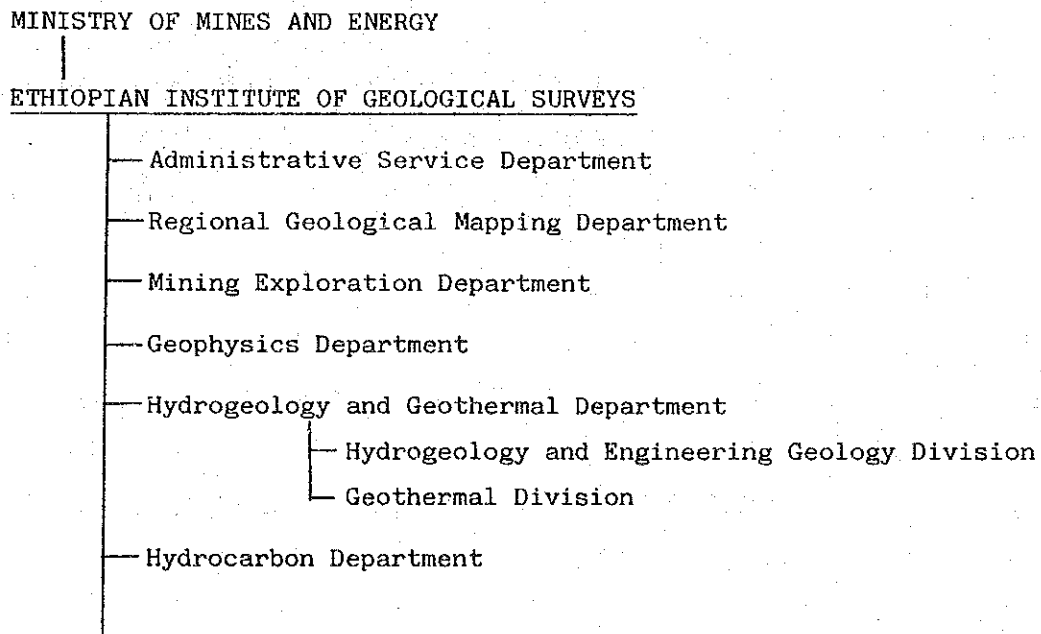 MINISTRY OF MINES AND ENERGY
ETHIOPIAN INSTITUTE OF GEOLOGICAL SURVEYS
Administrative Service Department
Regional Geological Mapping Department
Mining Exploration Department
Geophysics Department
Hydrogeology and Geothermal Department
Hydrogeology and Engineering Geology Division
Geothermal Division
Hydrocarbon Department